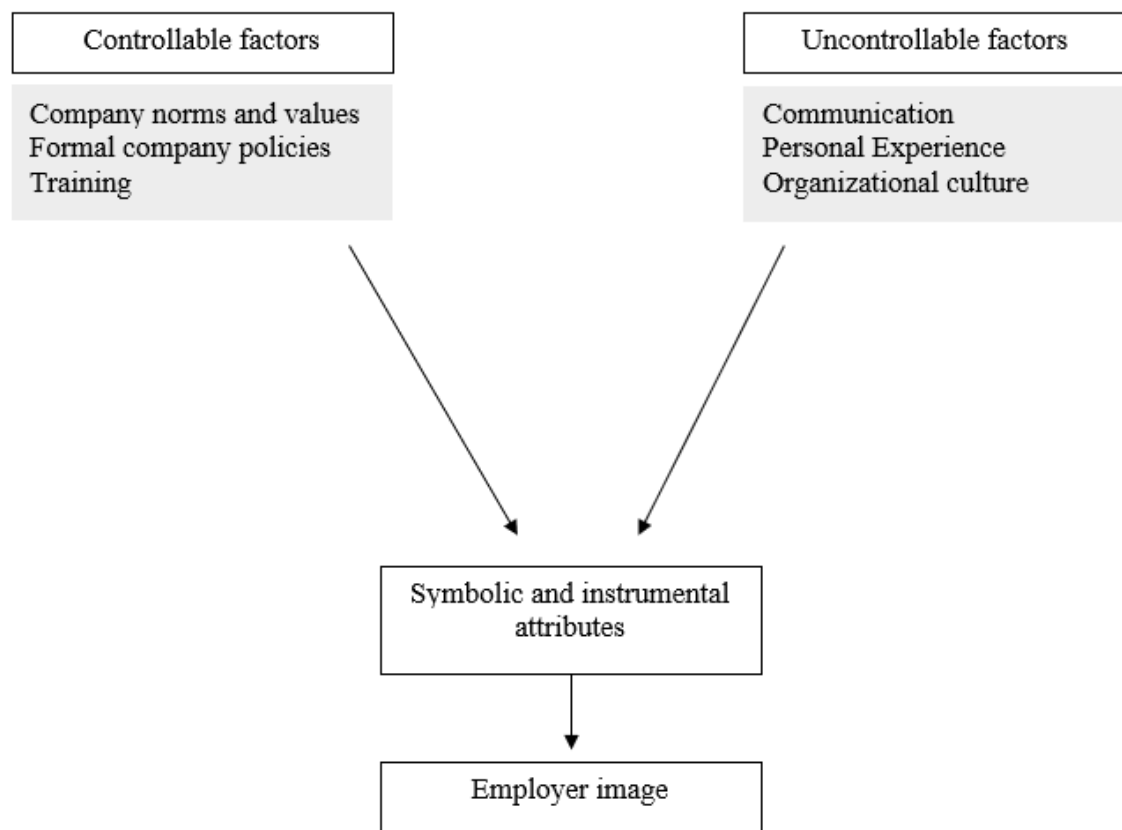 Controllable factors
Company norms and values
Formal company policies
Training
Uncontrollable factors
Communication
Personal Experience
Organizational culture
Symbolic and instrumental
attributes
Employer image